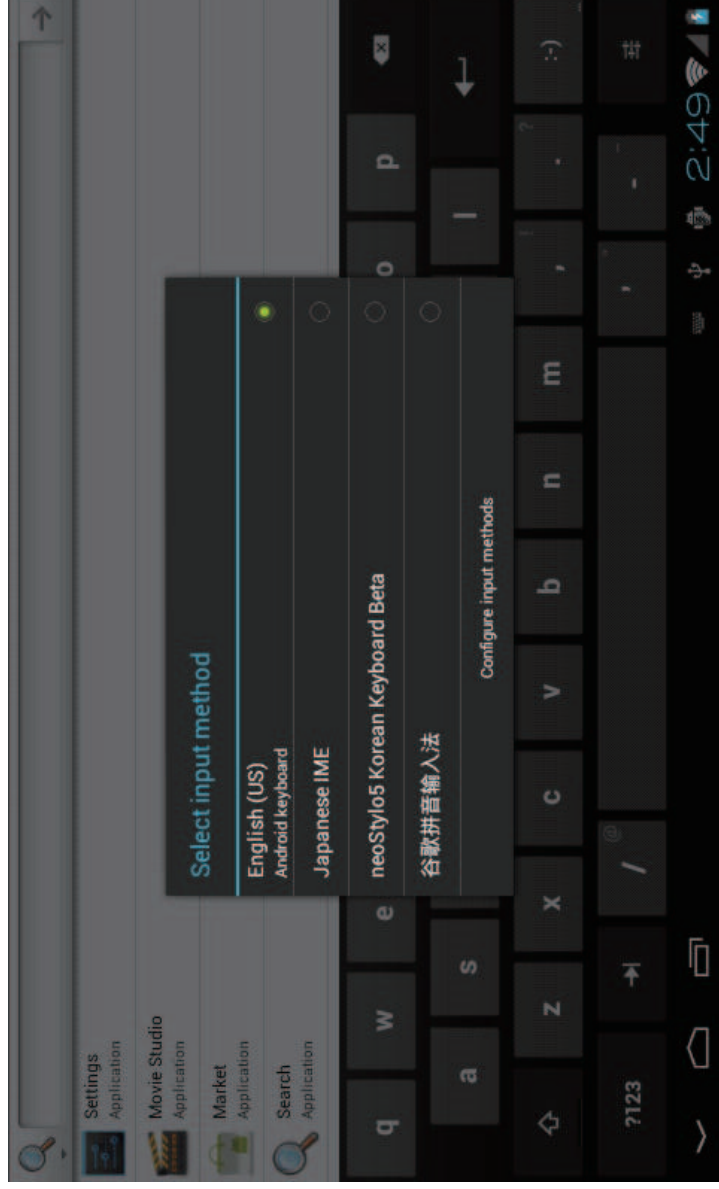 Settings
Application
Movie Studio
Application
Market
Application
Search
Application
Select input method
English (US)
Android keyboard
Japanese IME
neoStylo5 Korean Keyboard Beta
谷歌拼音输入法
Configure input methods
q w e o p
a s l
z x c v b n m , ! . ? :-)
?123 / @ , " - _
2:49